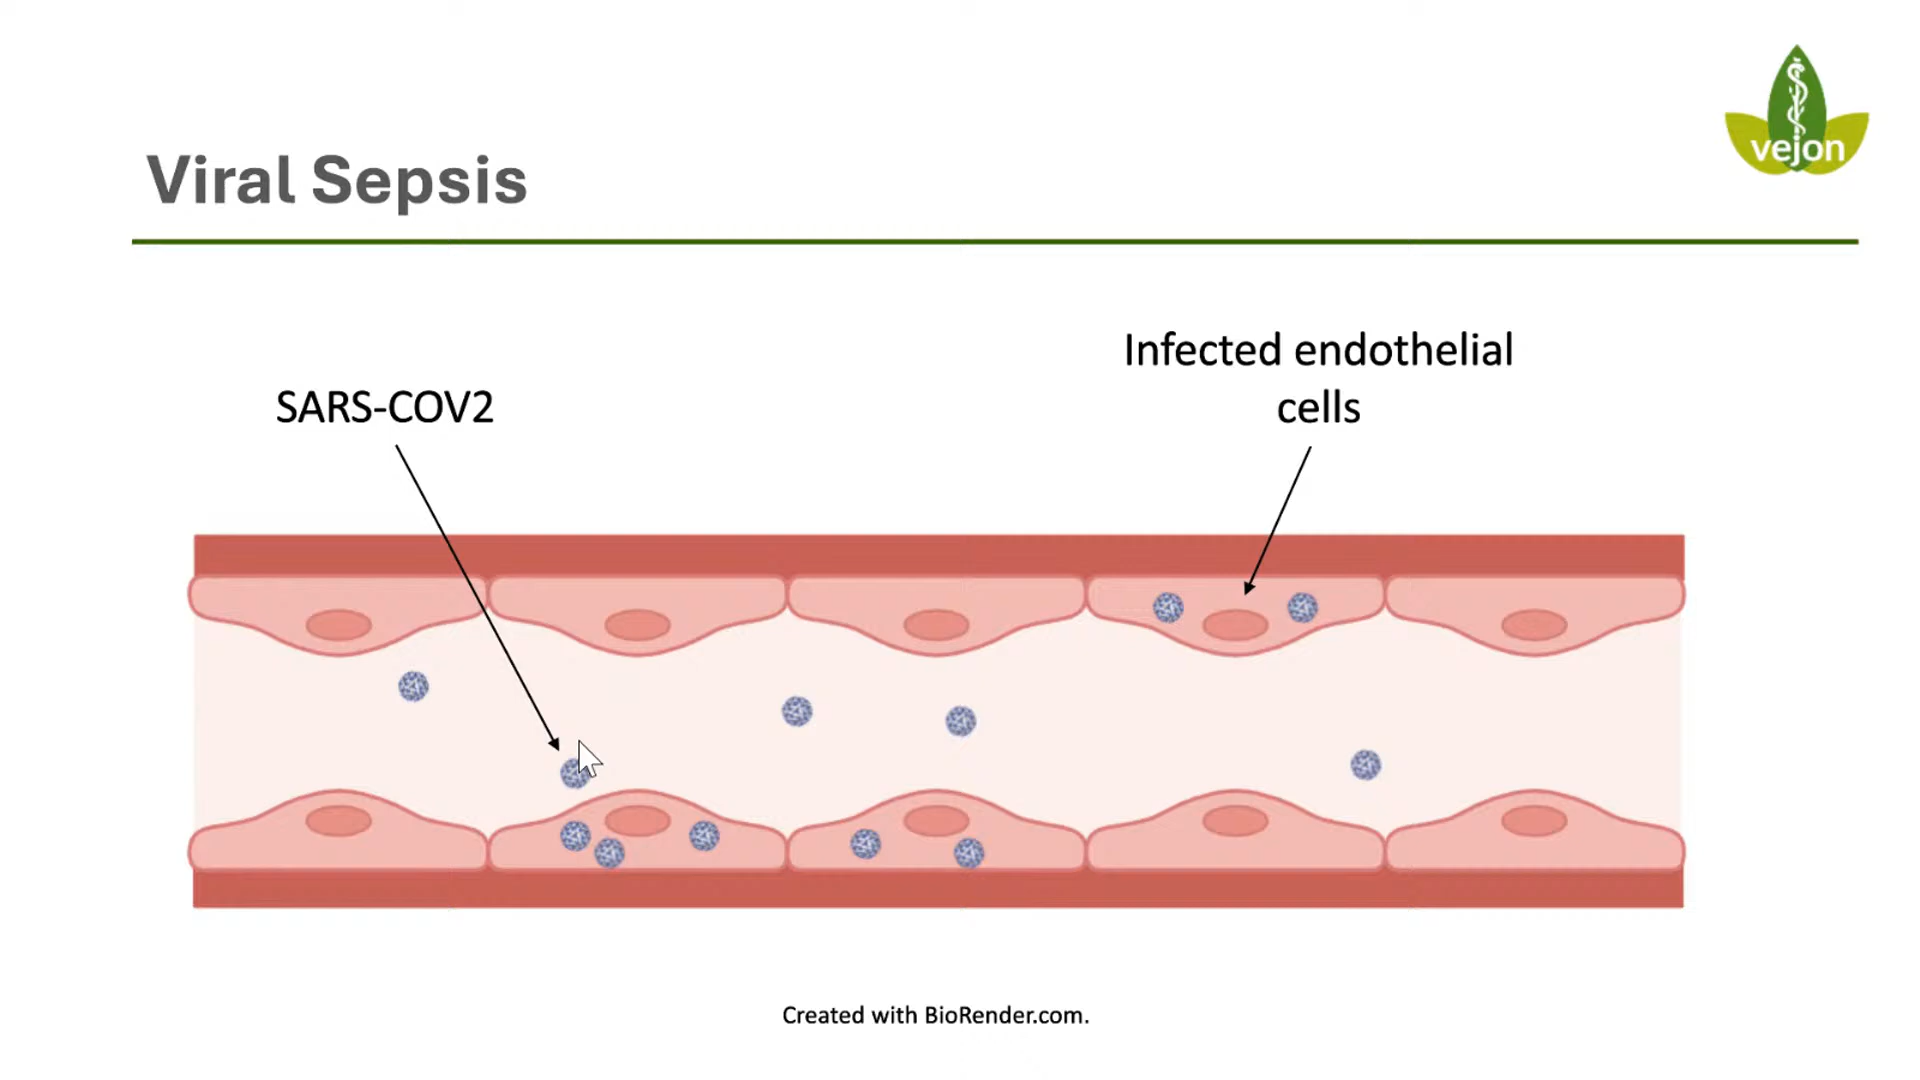 vejon
Viral Sepsis
Infected endothelial
cells
SARS-COV2
Created with BioRender.com.